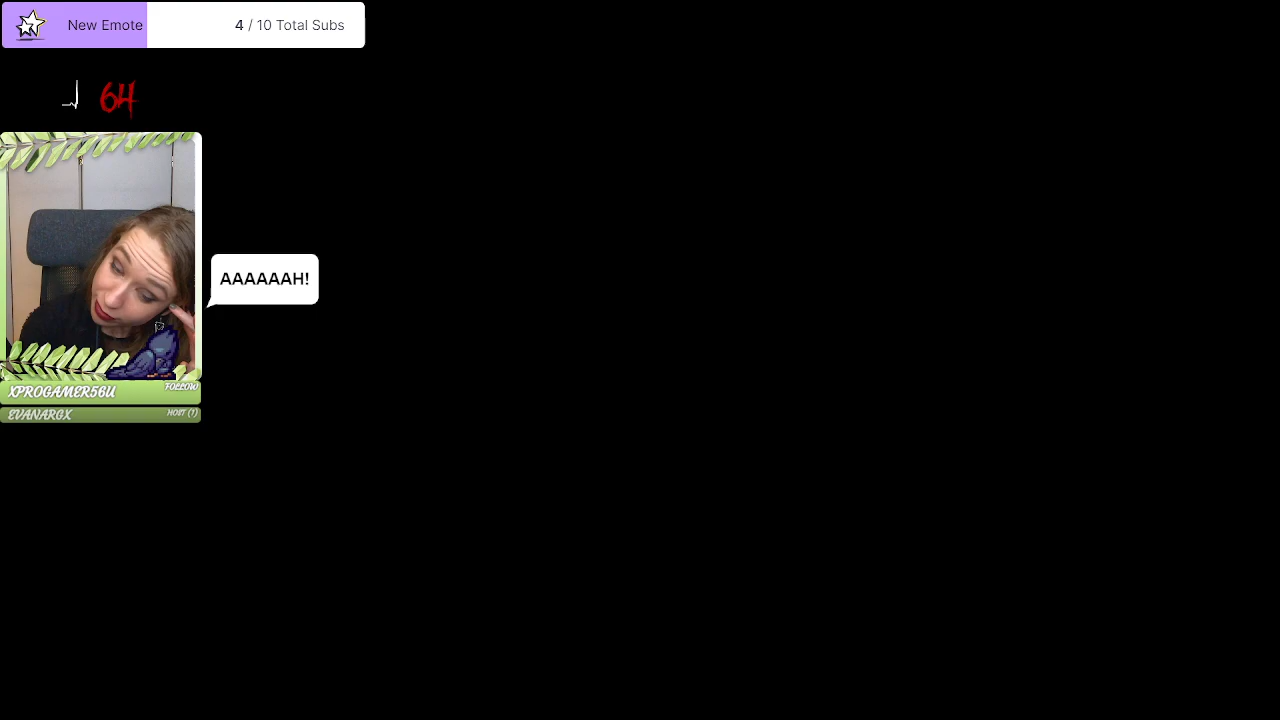 New Emote 4 / 10 Total Subs
64
AAAAAAH!
XPROGAMER56U FOLLOW
EVANARGX HOST (1)